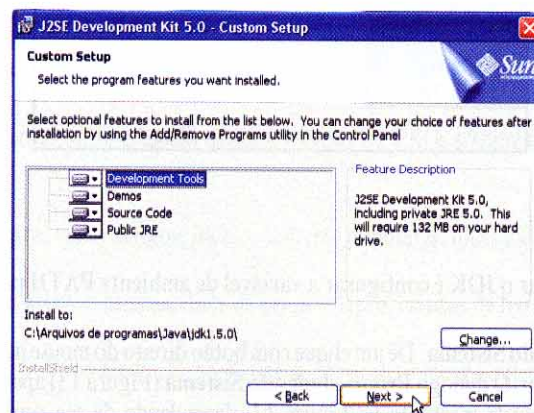 J2SE Development Kit 5.0 - Custom Setup
Custom Setup
Select the program features you want installed.
Sun
Select optional features to install from the list below. You can change your choice of features after
installation by using the Add/Remove Programs utility in the Control Panel
Development Tools
Demos
Source Code
Public JRE
Feature Description
J2SE Development Kit 5.0,
including private JRE 5.0. This
will require 132 MB on your hard
drive.
Install to:
C:\Arquivos de programas\Java\jdk1.5.0\
Change...
InstallShield
< Back
Next >
Cancel